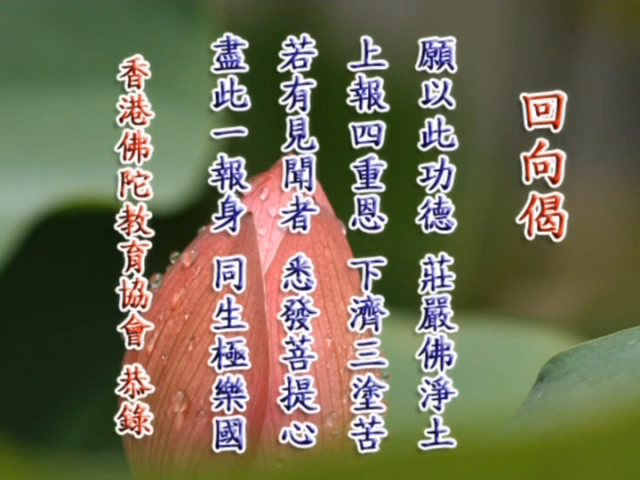 回向偈
願以此功德 莊嚴佛淨土
上報四重恩 下濟三塗苦
若有見聞者 悉發菩提心
盡此一報身 同生極樂國
香港佛陀教育協會 恭錄